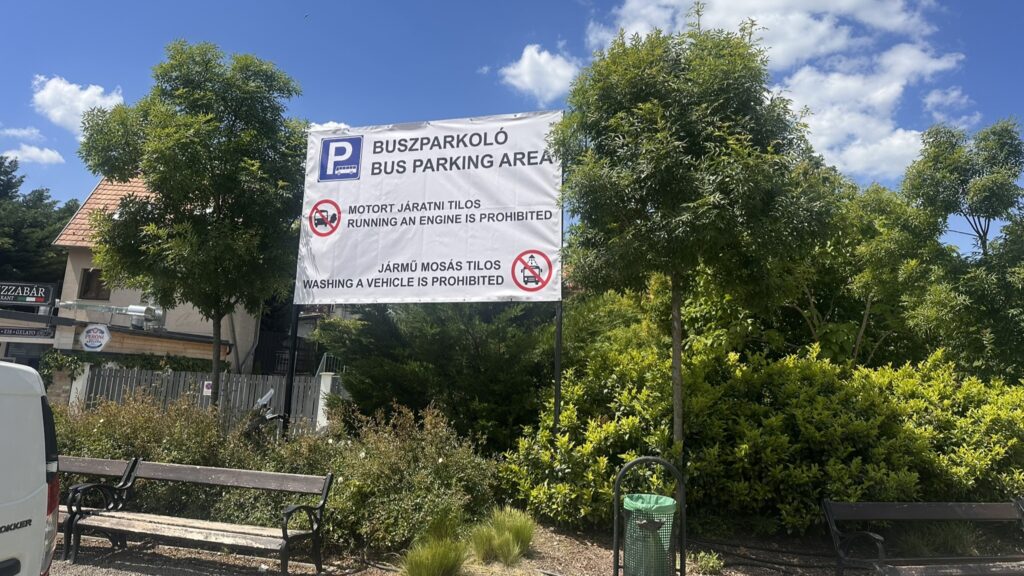 P
BUSZPARKOLÓ
BUS PARKING AREA
MOTORT JÁRATNI TILOS
RUNNING AN ENGINE IS PROHIBITED
JÁRMŰ MOSÁS TILOS
WASHING A VEHICLE IS PROHIBITED
PERONI